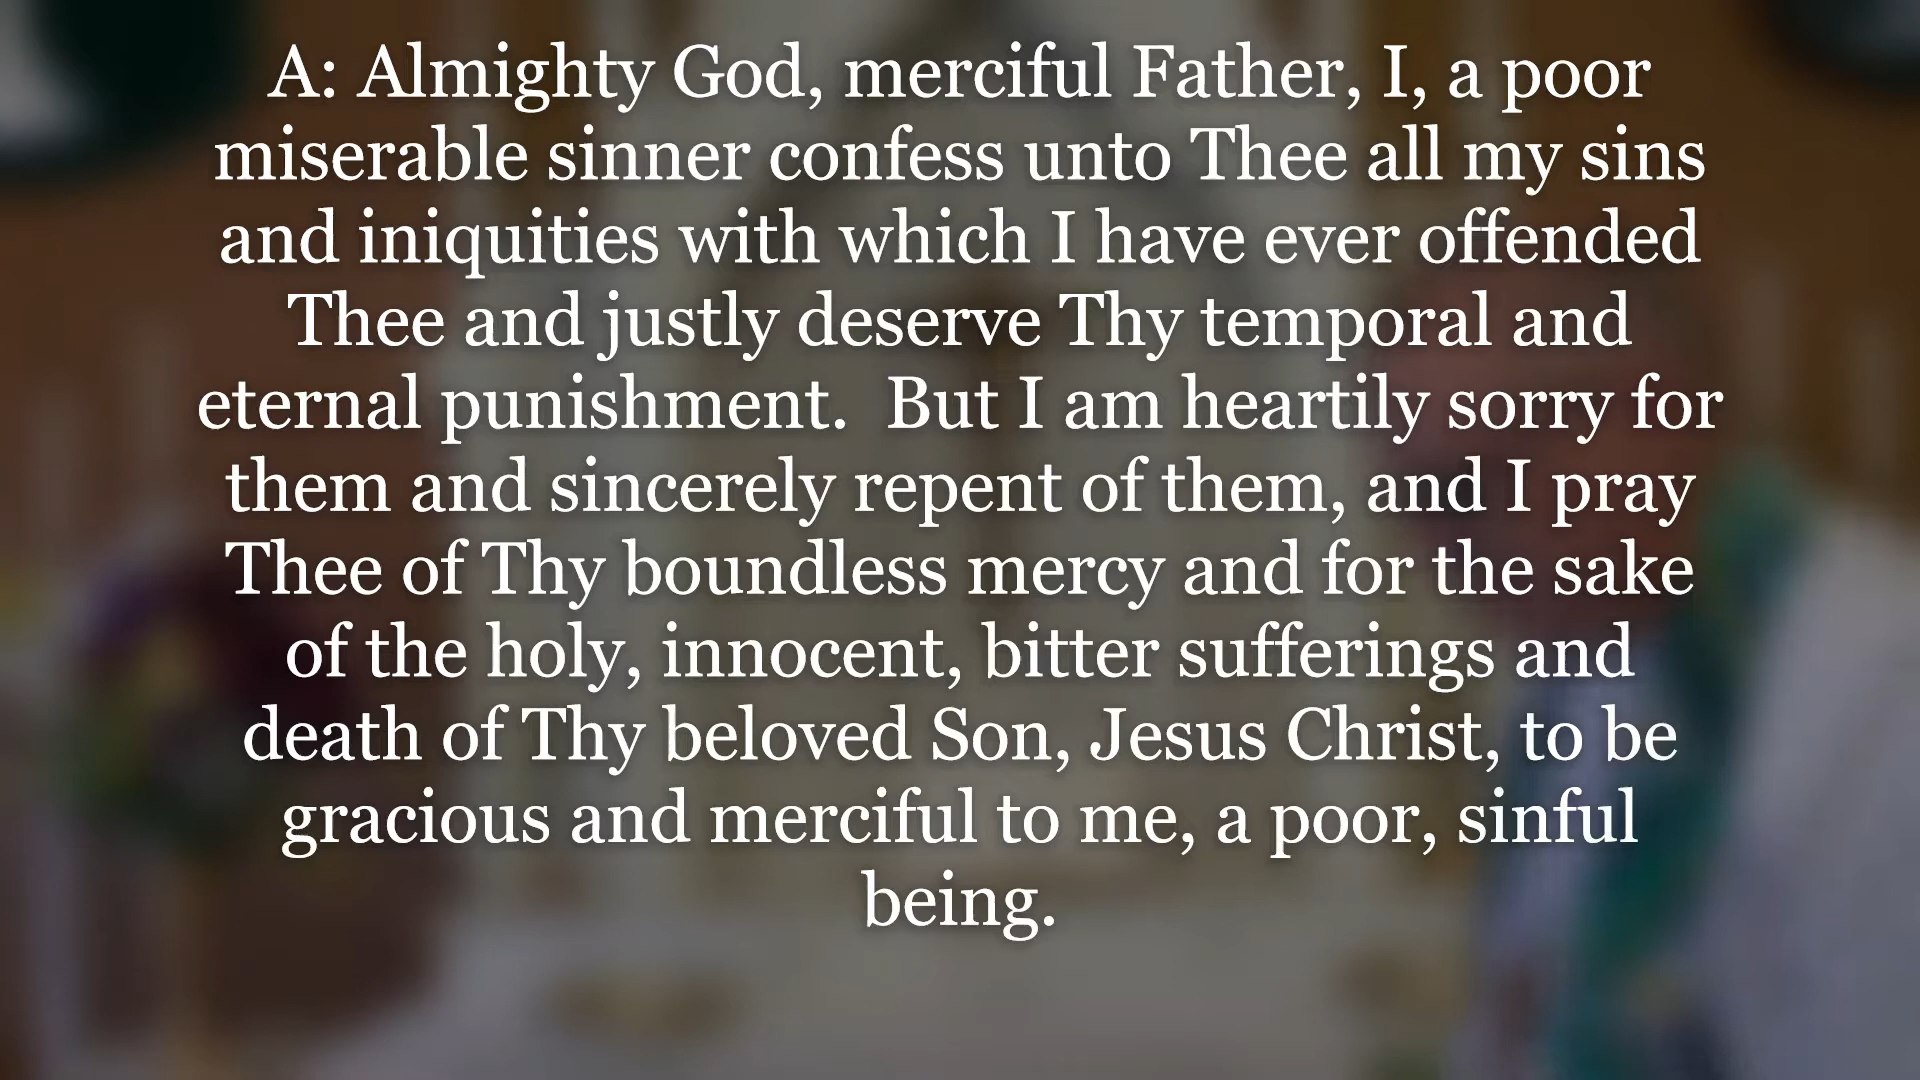 A: Almighty God, merciful Father, I, a poor
miserable sinner confess unto Thee all my sins
and iniquities with which I have ever offended
Thee and justly deserve Thy temporal and
eternal punishment.  But I am heartily sorry for
them and sincerely repent of them, and I pray
Thee of Thy boundless mercy and for the sake
of the holy, innocent, bitter sufferings and
death of Thy beloved Son, Jesus Christ, to be
gracious and merciful to me, a poor, sinful
being.